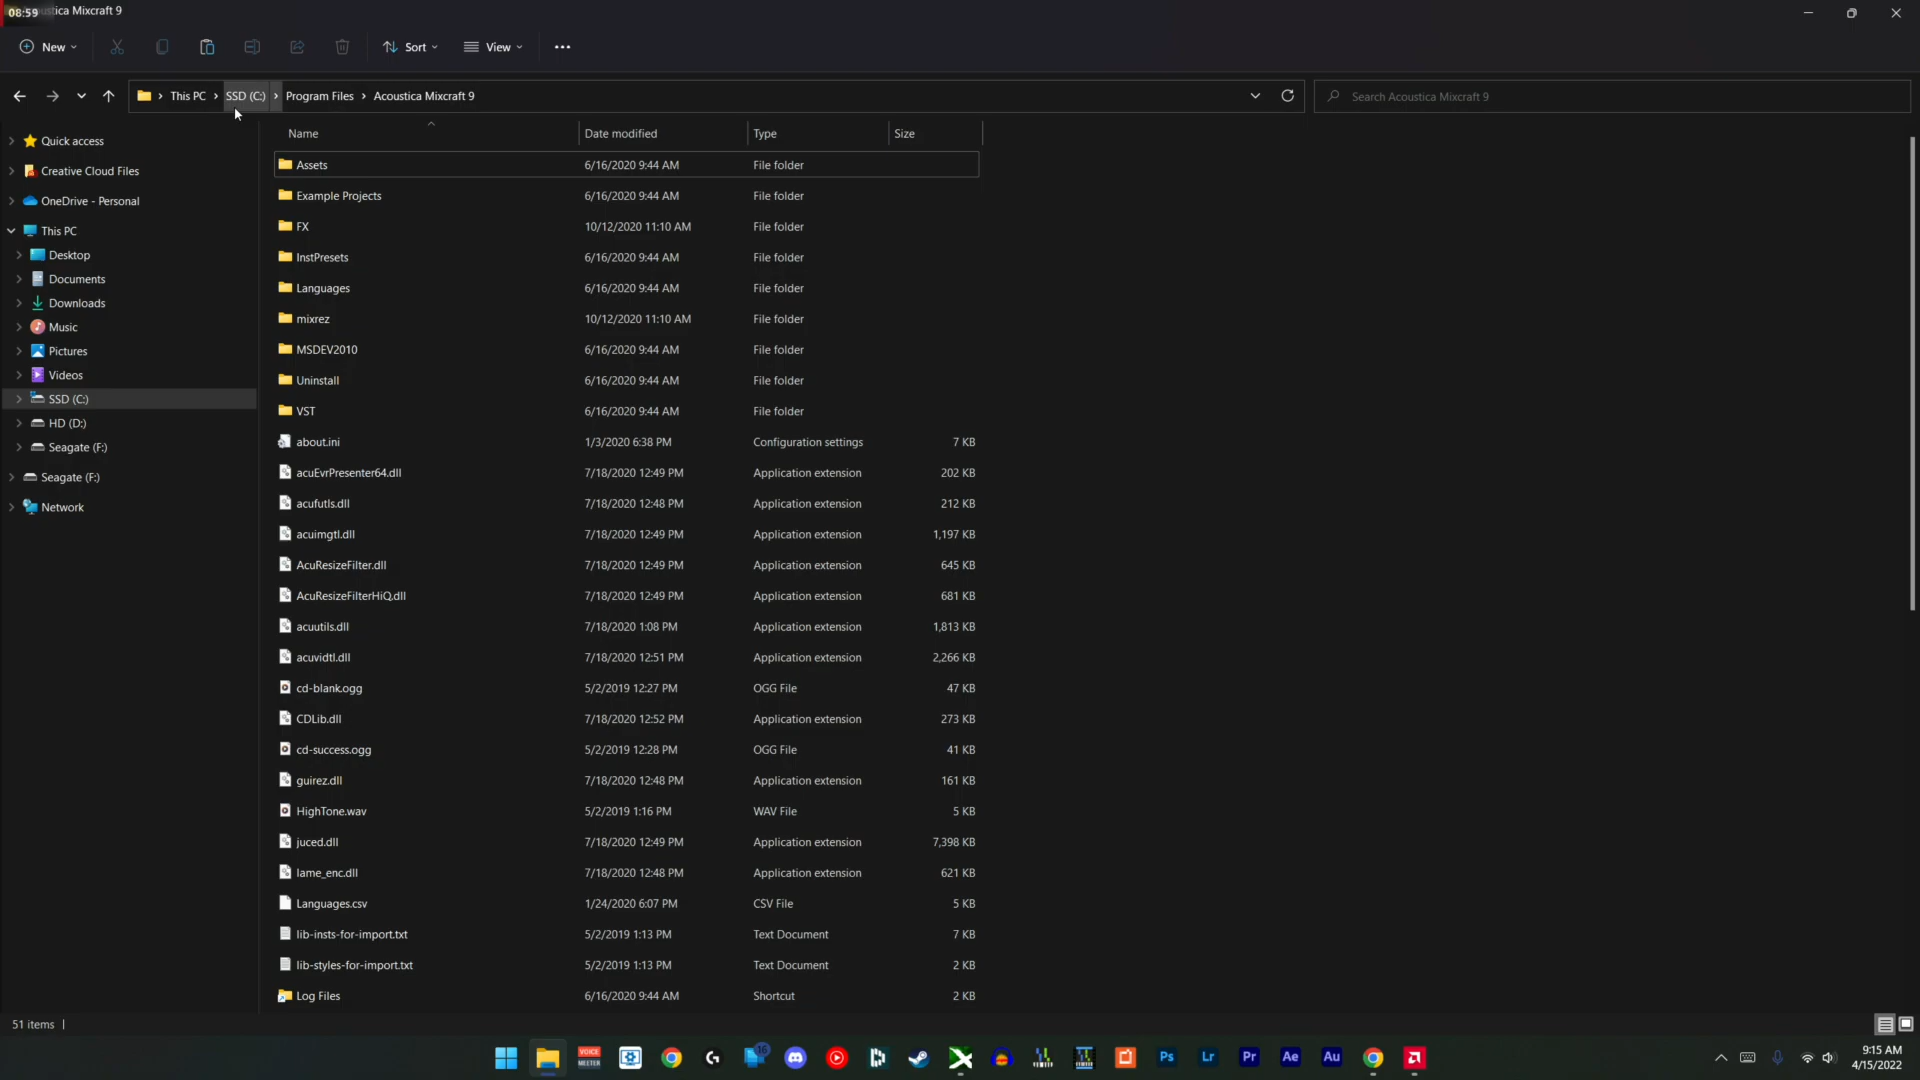 08:59 stica Mixcraft 9
New
Sort
View
This PC > SSD (C:) > Program Files > Acoustica Mixcraft 9
Search Acoustica Mixcraft 9
Quick access
Creative Cloud Files
OneDrive - Personal
This PC
Desktop
Documents
Downloads
Music
Pictures
Videos
SSD (C:)
HD (D:)
Seagate (F:)
Seagate (F:)
Network
Name Date modified Type Size
Assets 6/16/2020 9:44 AM File folder
Example Projects 6/16/2020 9:44 AM File folder
FX 10/12/2020 11:10 AM File folder
InstPresets 6/16/2020 9:44 AM File folder
Languages 6/16/2020 9:44 AM File folder
mixrez 10/12/2020 11:10 AM File folder
MSDEV2010 6/16/2020 9:44 AM File folder
Uninstall 6/16/2020 9:44 AM File folder
VST 6/16/2020 9:44 AM File folder
about.ini 1/3/2020 6:38 PM Configuration settings 7 KB
acuEvrPresenter64.dll 7/18/2020 12:49 PM Application extension 202 KB
acufutls.dll 7/18/2020 12:48 PM Application extension 212 KB
acuimgtl.dll 7/18/2020 12:49 PM Application extension 1,197 KB
AcuResizeFilter.dll 7/18/2020 12:49 PM Application extension 645 KB
AcuResizeFilterHiQ.dll 7/18/2020 12:49 PM Application extension 681 KB
acuutils.dll 7/18/2020 1:08 PM Application extension 1,813 KB
acuvidtl.dll 7/18/2020 12:51 PM Application extension 2,266 KB
cd-blank.ogg 5/2/2019 12:27 PM OGG File 47 KB
CDLib.dll 7/18/2020 12:52 PM Application extension 273 KB
cd-success.ogg 5/2/2019 12:28 PM OGG File 41 KB
guirez.dll 7/18/2020 12:48 PM Application extension 161 KB
HighTone.wav 5/2/2019 1:16 PM WAV File 5 KB
juced.dll 7/18/2020 12:49 PM Application extension 7,398 KB
lame_enc.dll 7/18/2020 12:48 PM Application extension 621 KB
Languages.csv 1/24/2020 6:07 PM CSV File 5 KB
lib-insts-for-import.txt 5/2/2019 1:13 PM Text Document 7 KB
lib-styles-for-import.txt 5/2/2019 1:13 PM Text Document 2 KB
Log Files 6/16/2020 9:44 AM Shortcut 2 KB
51 items
VOICE MEETER
16
Ps
Lr
Pr
Ae
Au
9:15 AM
4/15/2022